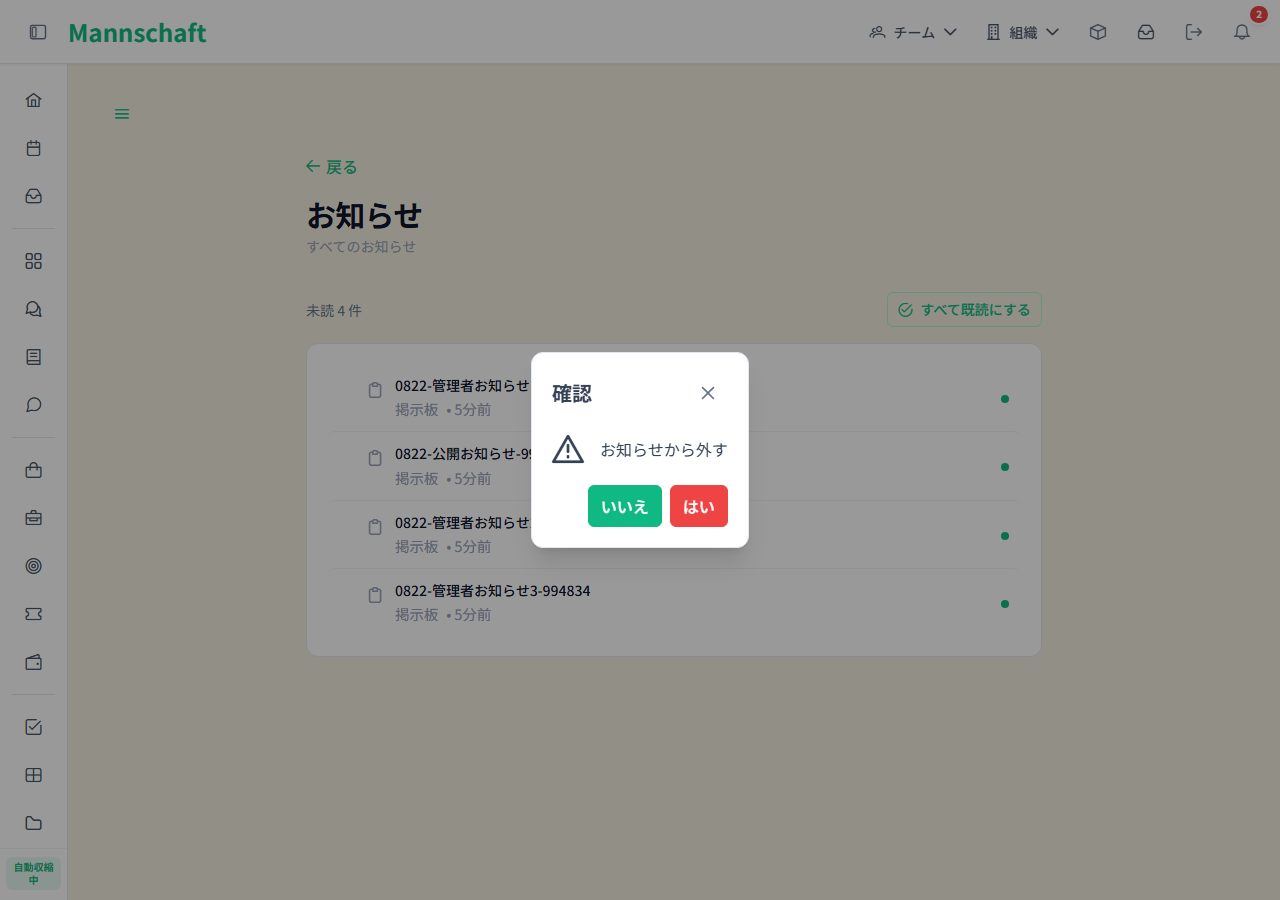 Mannschaft
チーム
組織
2
戻る
お知らせ
すべてのお知らせ
未読 4 件
すべて既読にする
0822-管理者お知らせ
掲示板 • 5分前
0822-公開お知らせ-99
掲示板 • 5分前
0822-管理者お知らせ
掲示板 • 5分前
0822-管理者お知らせ3-994834
掲示板 • 5分前
確認
お知らせから外す
いいえ
はい
自動収縮
中